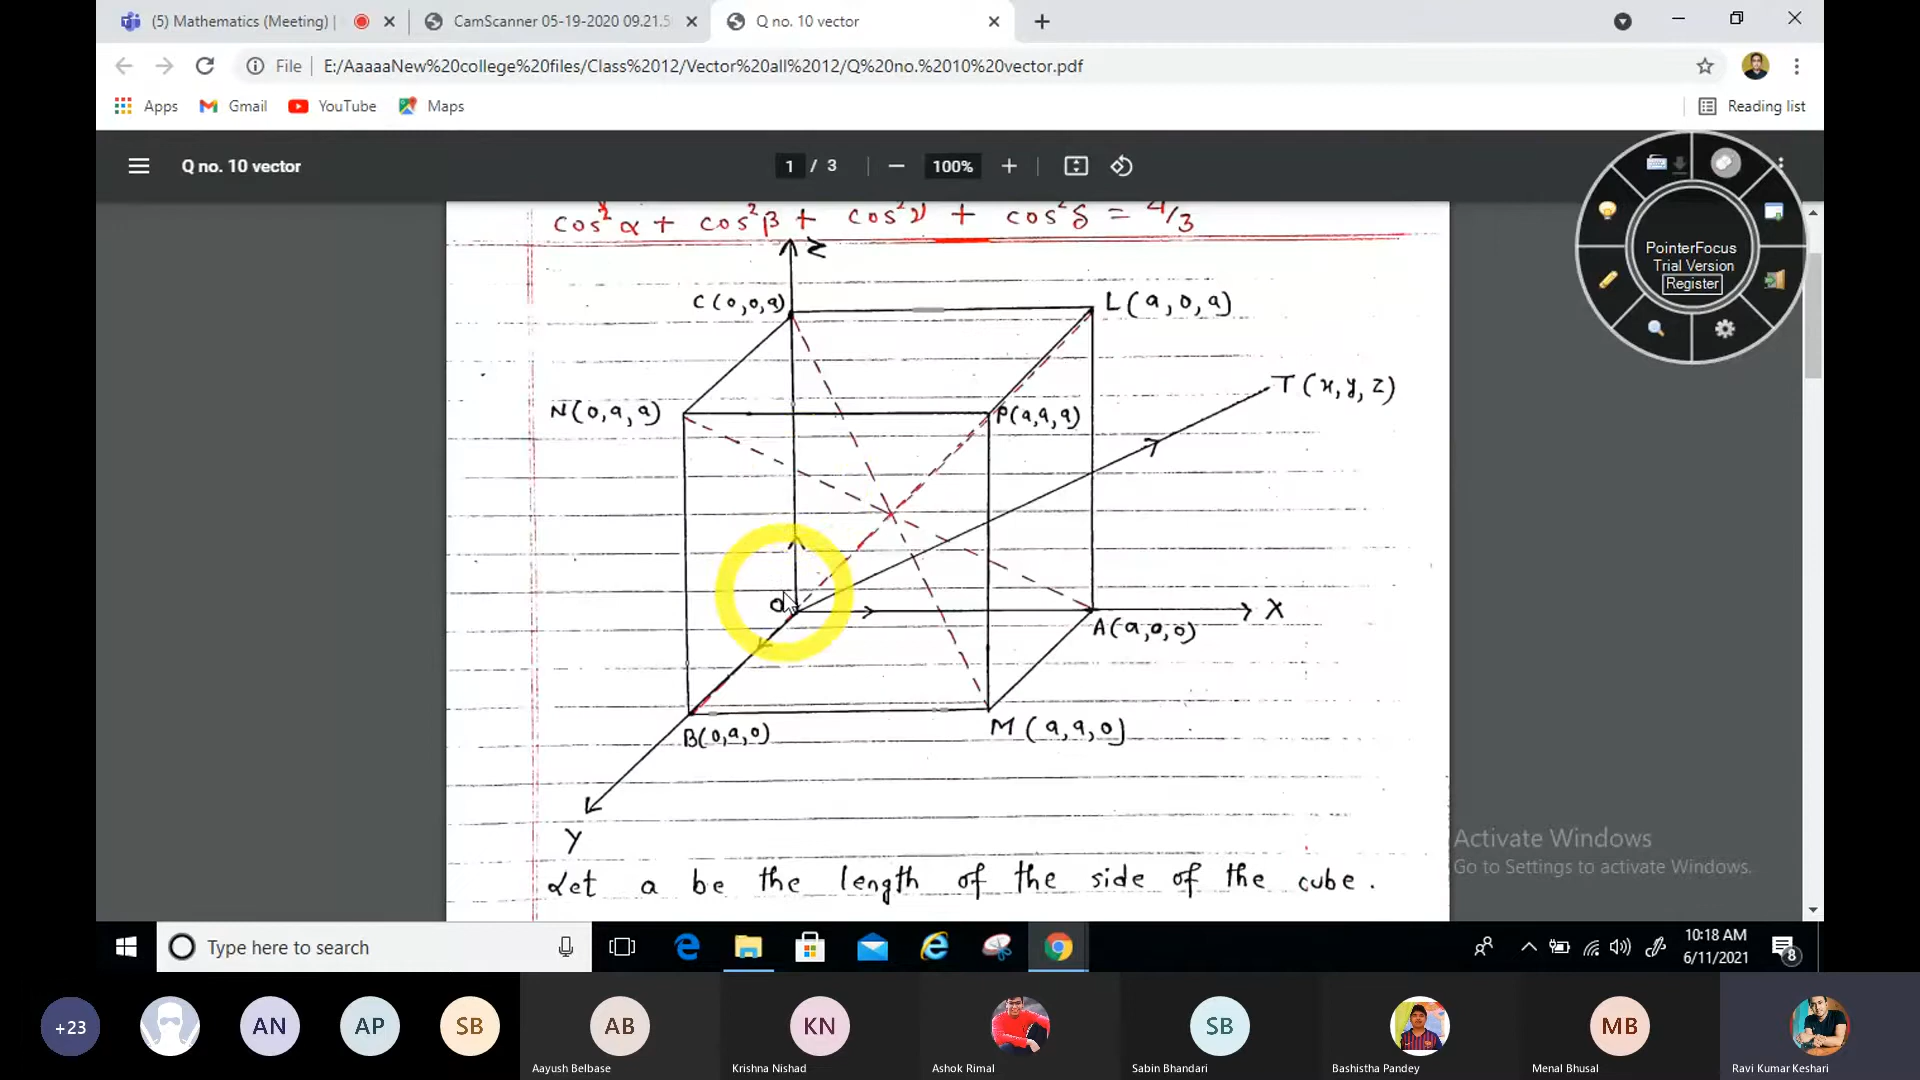 (5) Mathematics (Meeting) |
CamScanner 05-19-2020 09.21.5
Q no. 10 vector
File | E:/AaaaaNew%20college%20files/Class%2012/Vector%20all%2012/Q%20no.%2010%20vector.pdf
Apps Gmail YouTube Maps Reading list
Q no. 10 vector 1 / 3 100%
PointerFocus
Trial Version
Register
cos²α + cos²β + cos²γ + cos²δ = 4/3
Z
C(0,0,a)
L(a,0,a)
T(x,y,z)
N(0,a,a)
P(a,a,a)
O
X
A(a,0,0)
B(0,a,0)
M(a,a,0)
Y
Let a be the length of the side of the cube.
Activate Windows
Go to Settings to activate Windows.
Type here to search
10:18 AM
6/11/2021
8
+23 AN AP SB AB KN SB MB
Aayush Belbase Krishna Nishad Ashok Rimal Sabin Bhandari Bashistha Pandey Menal Bhusal Ravi Kumar Keshari